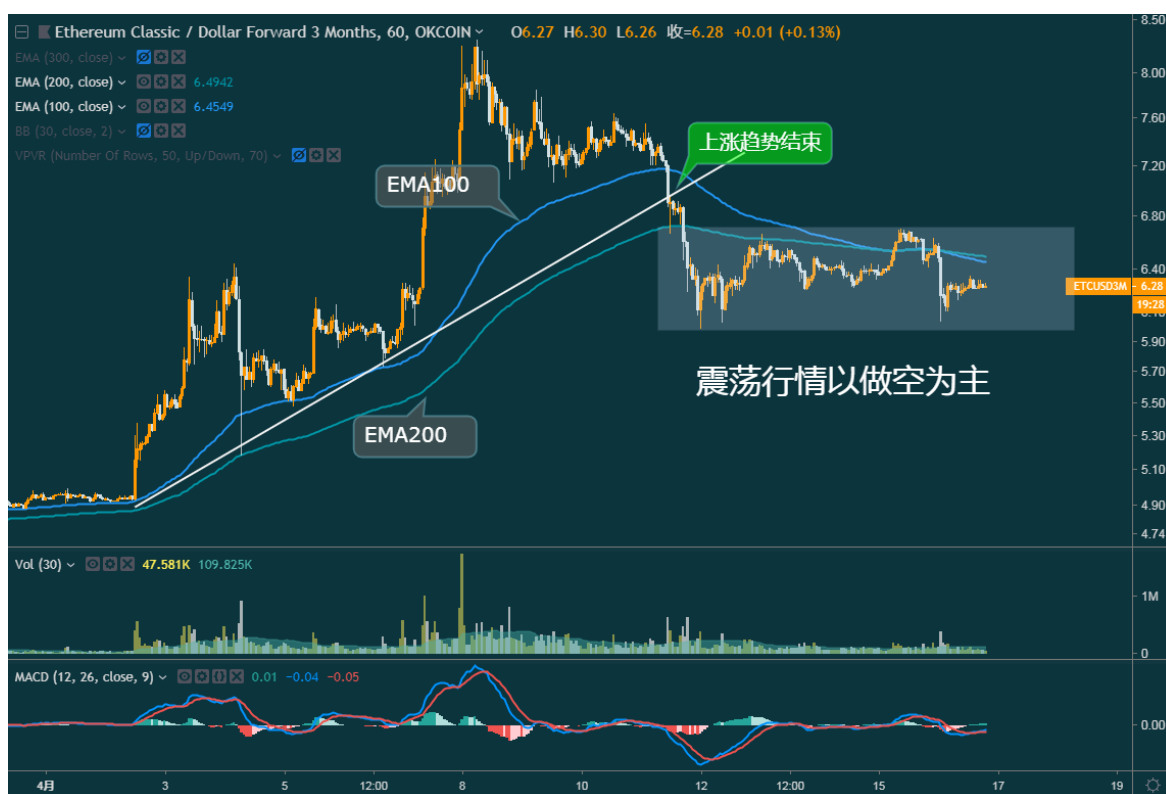 Ethereum Classic / Dollar Forward 3 Months, 60, OKCOIN O6.27 H6.30 L6.26 收=6.28 +0.01 (+0.13%)
EMA (300, close)
EMA (200, close) 6.4942
EMA (100, close) 6.4549
BB (30, close, 2)
VPVR (Number Of Rows, 50, Up/Down, 70)
上涨趋势结束
EMA100
EMA200
震荡行情以做空为主
8.50
8.00
7.60
7.20
6.80
6.40
ETCUSD3M 6.28
19:28
6.10
5.90
5.70
5.50
5.30
5.10
4.90
4.74
Vol (30) 47.581K 109.825K
1M
0
MACD (12, 26, close, 9) 0.01 −0.04 −0.05
0.00
4月 3 5 12:00 8 10 12 12:00 15 17 19